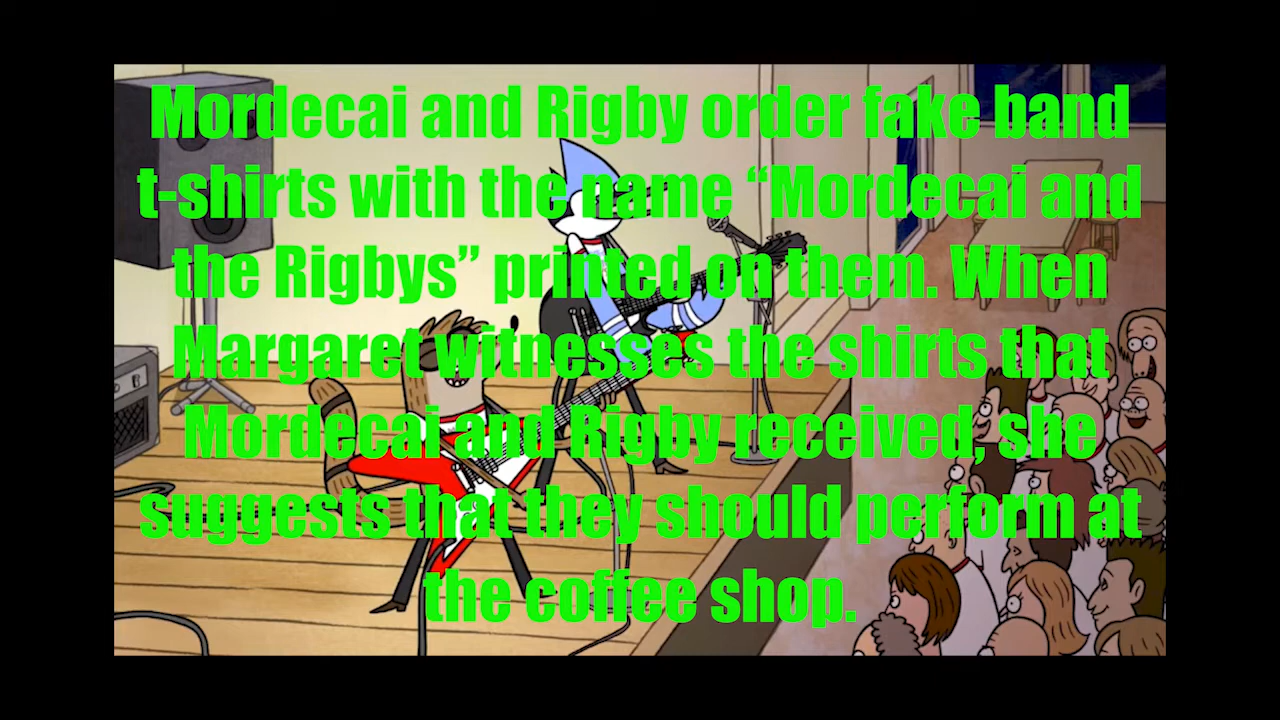 Mordecai and Rigby order fake band
t-shirts with the name “Mordecai and
the Rigbys” printed on them. When
Margaret witnesses the shirts that
Mordecai and Rigby received, she
suggests that they should perform at
the coffee shop.